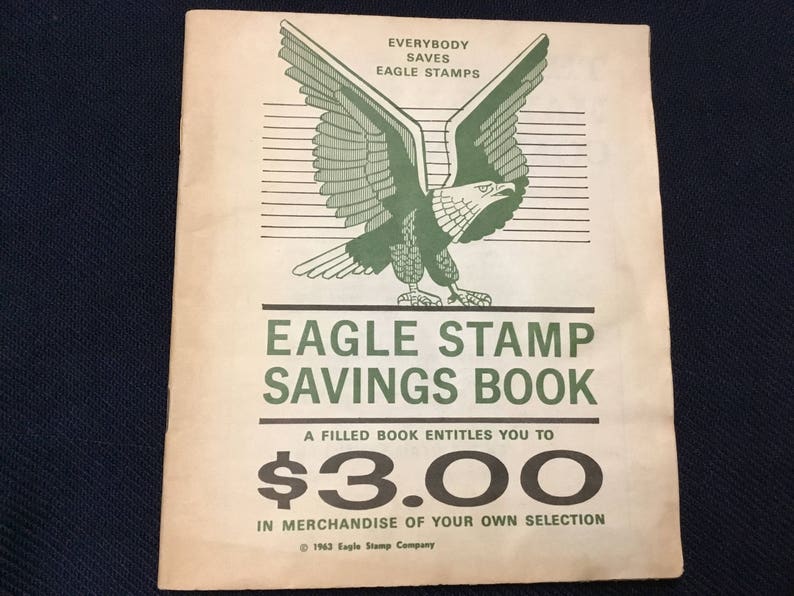 EVERYBODY
SAVES
EAGLE STAMPS
EAGLE STAMP
SAVINGS BOOK
A FILLED BOOK ENTITLES YOU TO
$3.00
IN MERCHANDISE OF YOUR OWN SELECTION
© 1963 Eagle Stamp Company